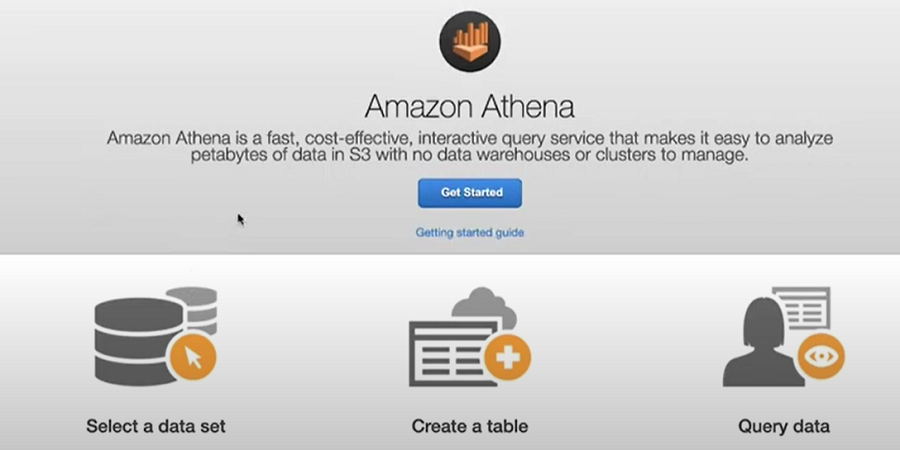 Amazon Athena
Amazon Athena is a fast, cost-effective, interactive query service that makes it easy to analyze
petabytes of data in S3 with no data warehouses or clusters to manage.
Get Started
Getting started guide
Select a data set
Create a table
Query data